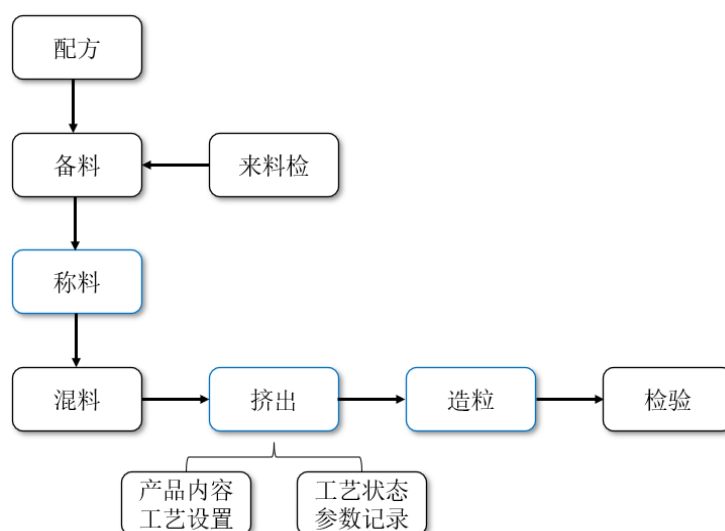 配方
备料
来料检
称料
混料
挤出
造粒
检验
产品内容
工艺设置
工艺状态
参数记录